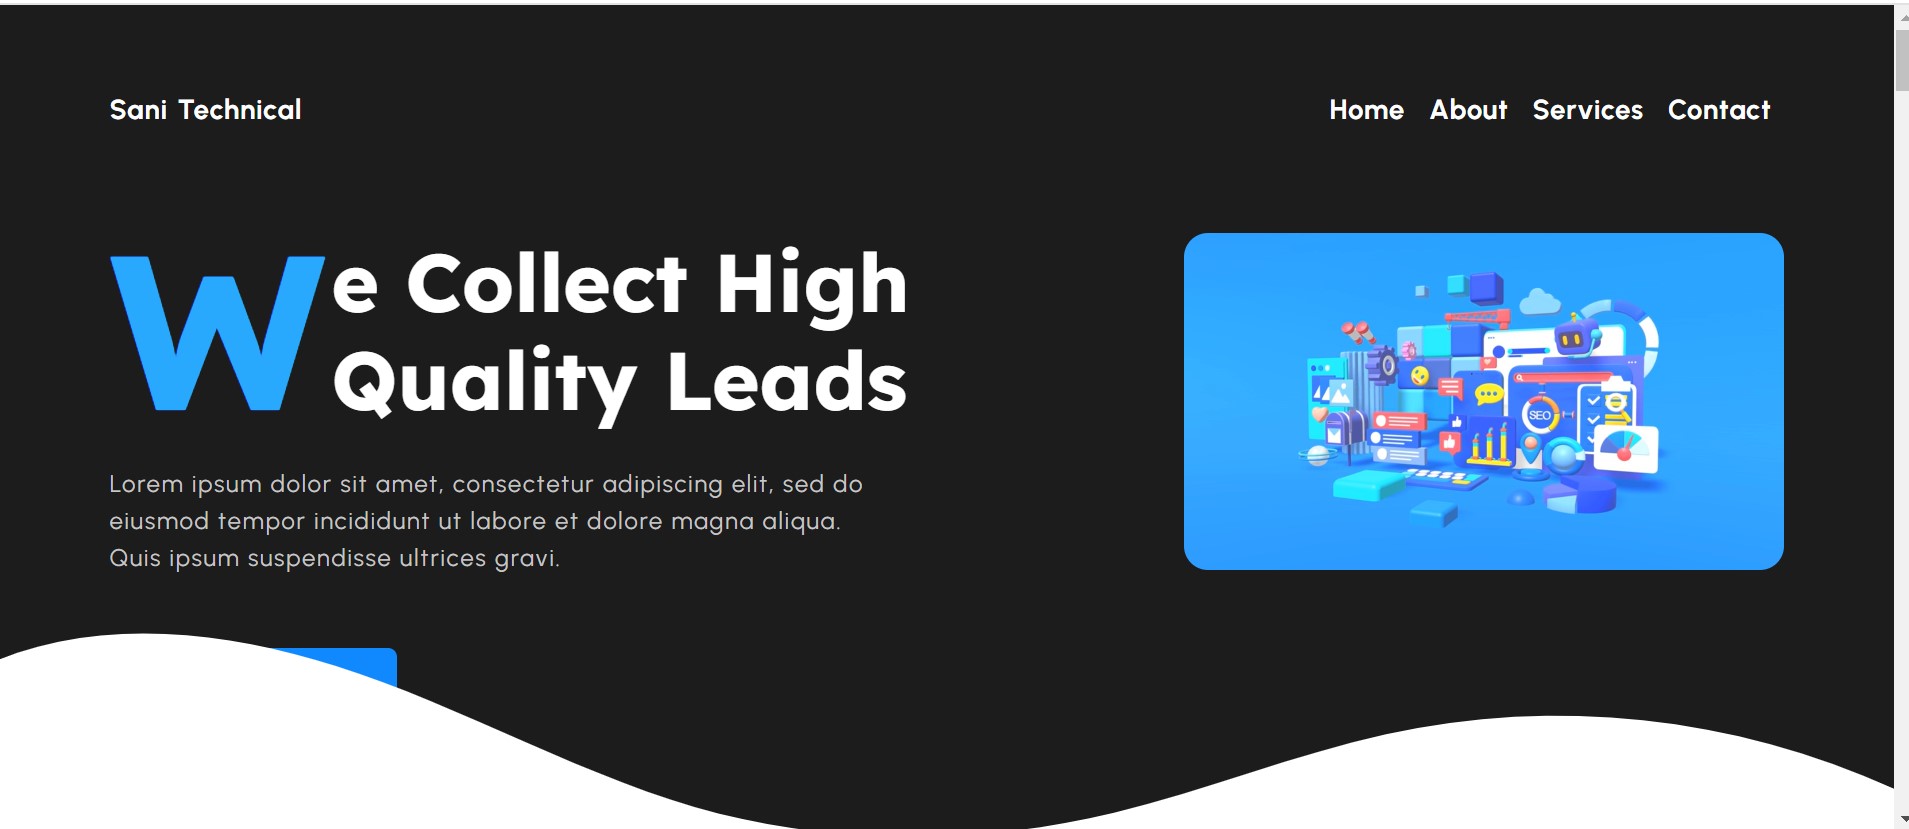 Sani Technical
Home About Services Contact
We Collect High
Quality Leads
Lorem ipsum dolor sit amet, consectetur adipiscing elit, sed do
eiusmod tempor incididunt ut labore et dolore magna aliqua.
Quis ipsum suspendisse ultrices gravi.
SEO